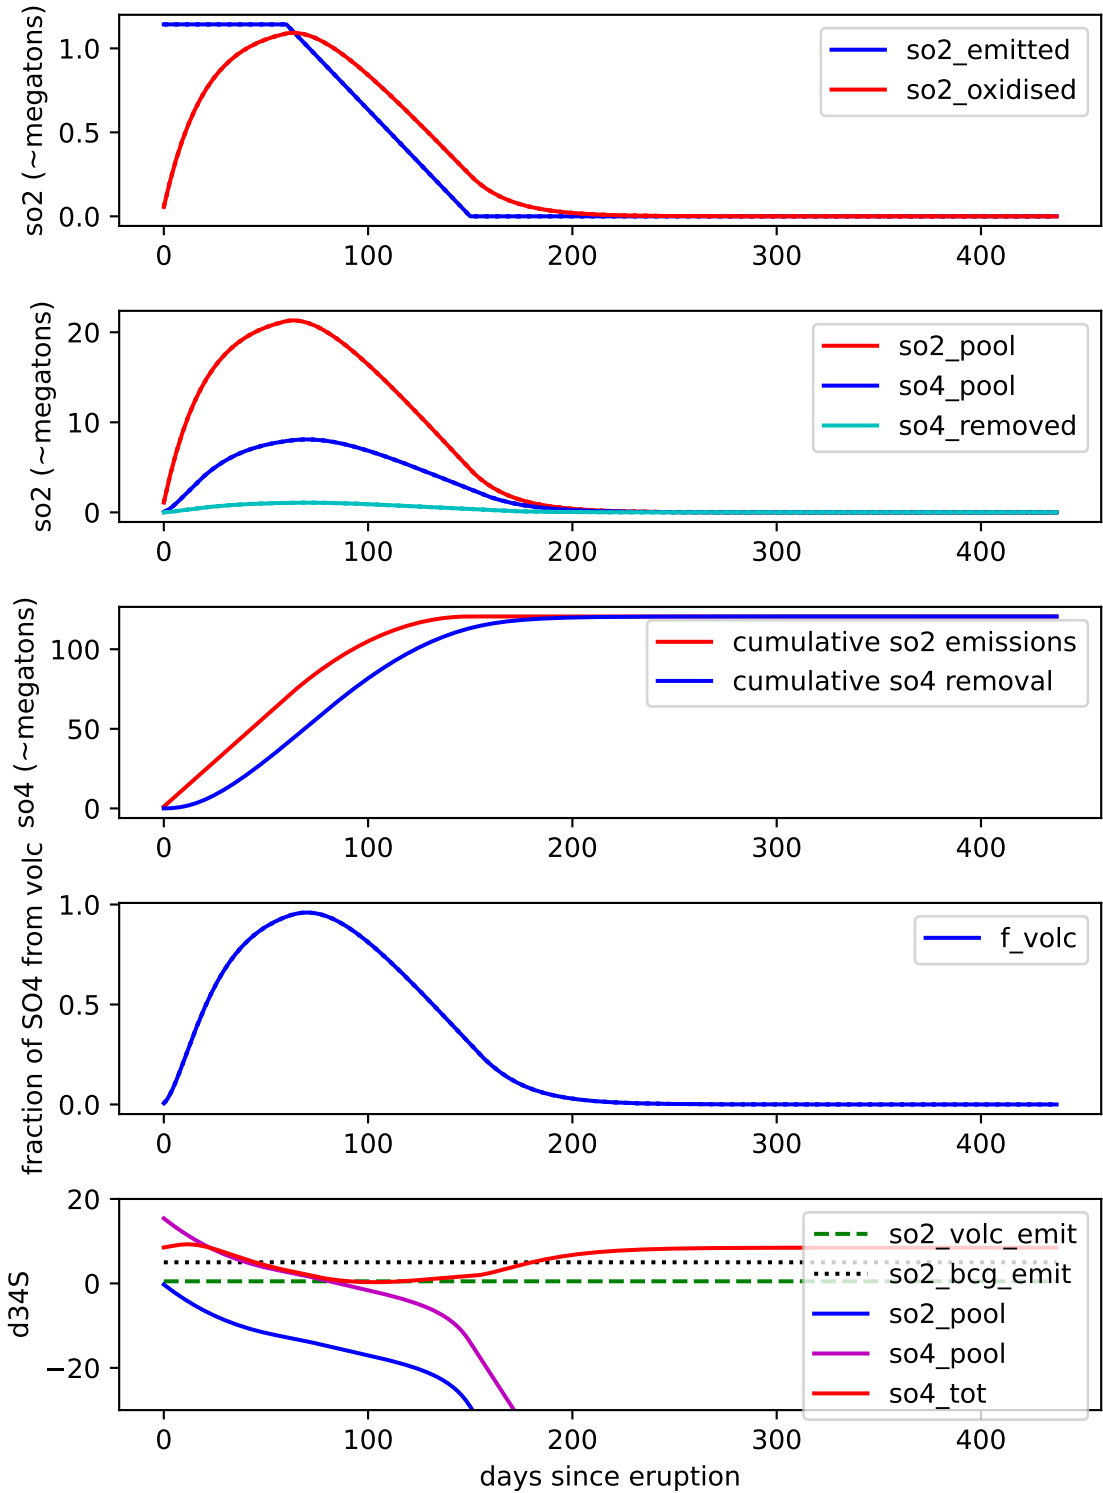 so2 (~megatons)
1.0
0.5
0.0
so2_emitted
so2_oxidised
0 100 200 300 400
so2 (~megatons)
20
10
0
so2_pool
so4_pool
so4_removed
0 100 200 300 400
so4 (~megatons)
100
50
0
cumulative so2 emissions
cumulative so4 removal
0 100 200 300 400
fraction of SO4 from volc
1.0
0.5
0.0
f_volc
0 100 200 300 400
d34S
20
0
−20
so2_volc_emit
so2_bcg_emit
so2_pool
so4_pool
so4_tot
0 100 200 300 400
days since eruption